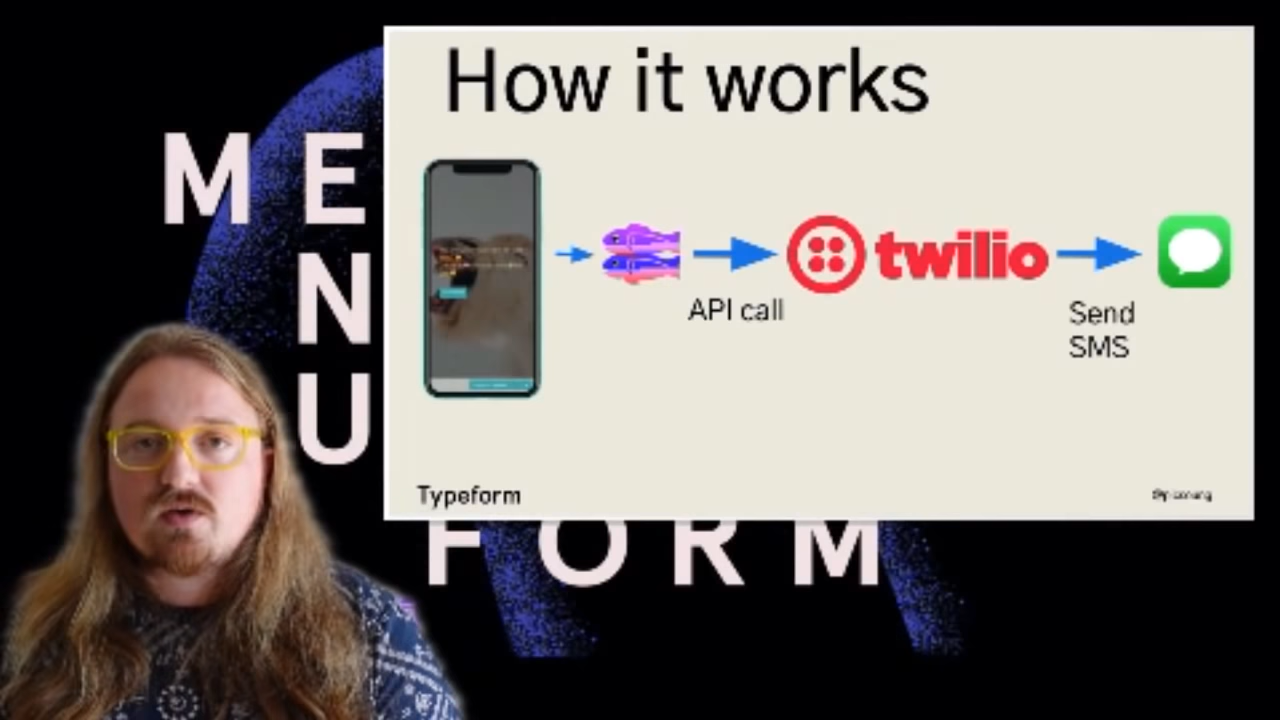 How it works
M E
N
U
F O R M
twilio
API call
Send
SMS
Typeform